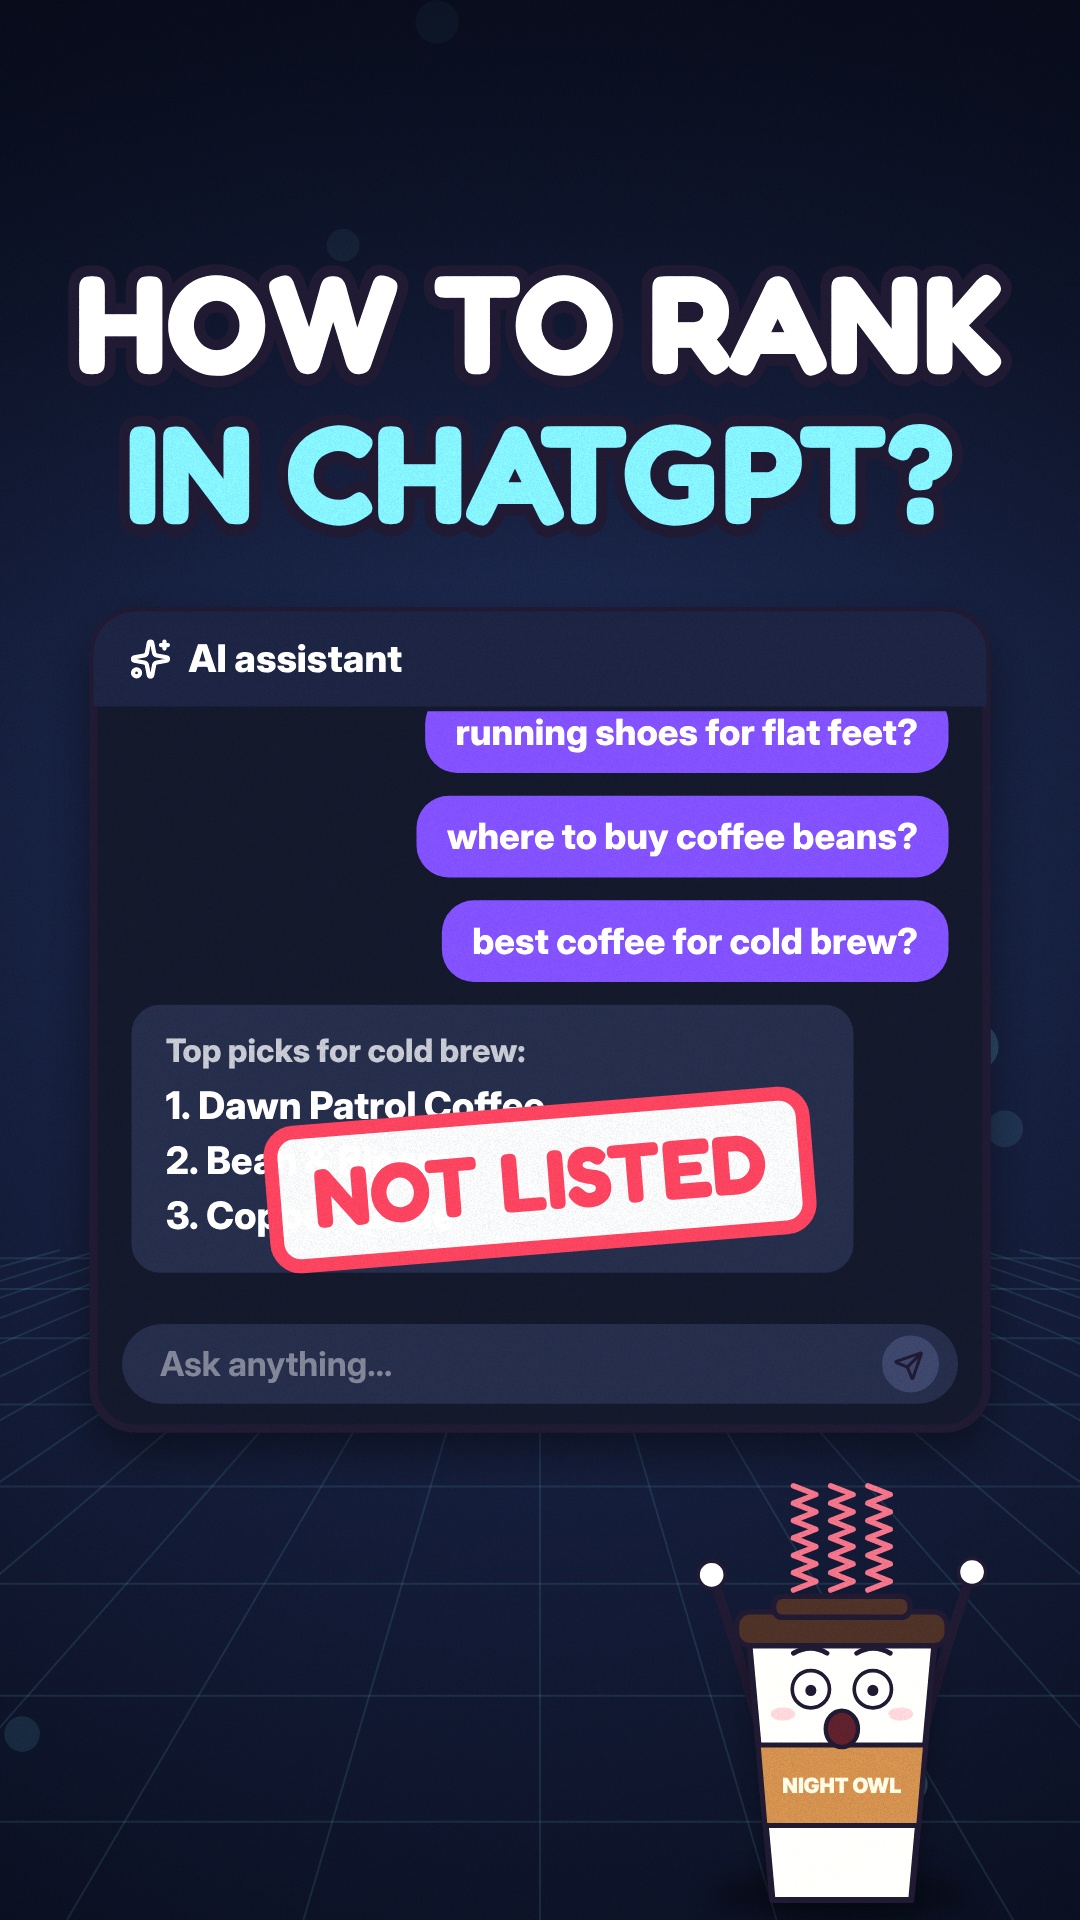 HOW TO RANK
IN CHATGPT?
AI assistant
running shoes for flat feet?
where to buy coffee beans?
best coffee for cold brew?
Top picks for cold brew:
1. Dawn Patrol Coffee
2.
3.
NOT LISTED
Ask anything...
NIGHT OWL